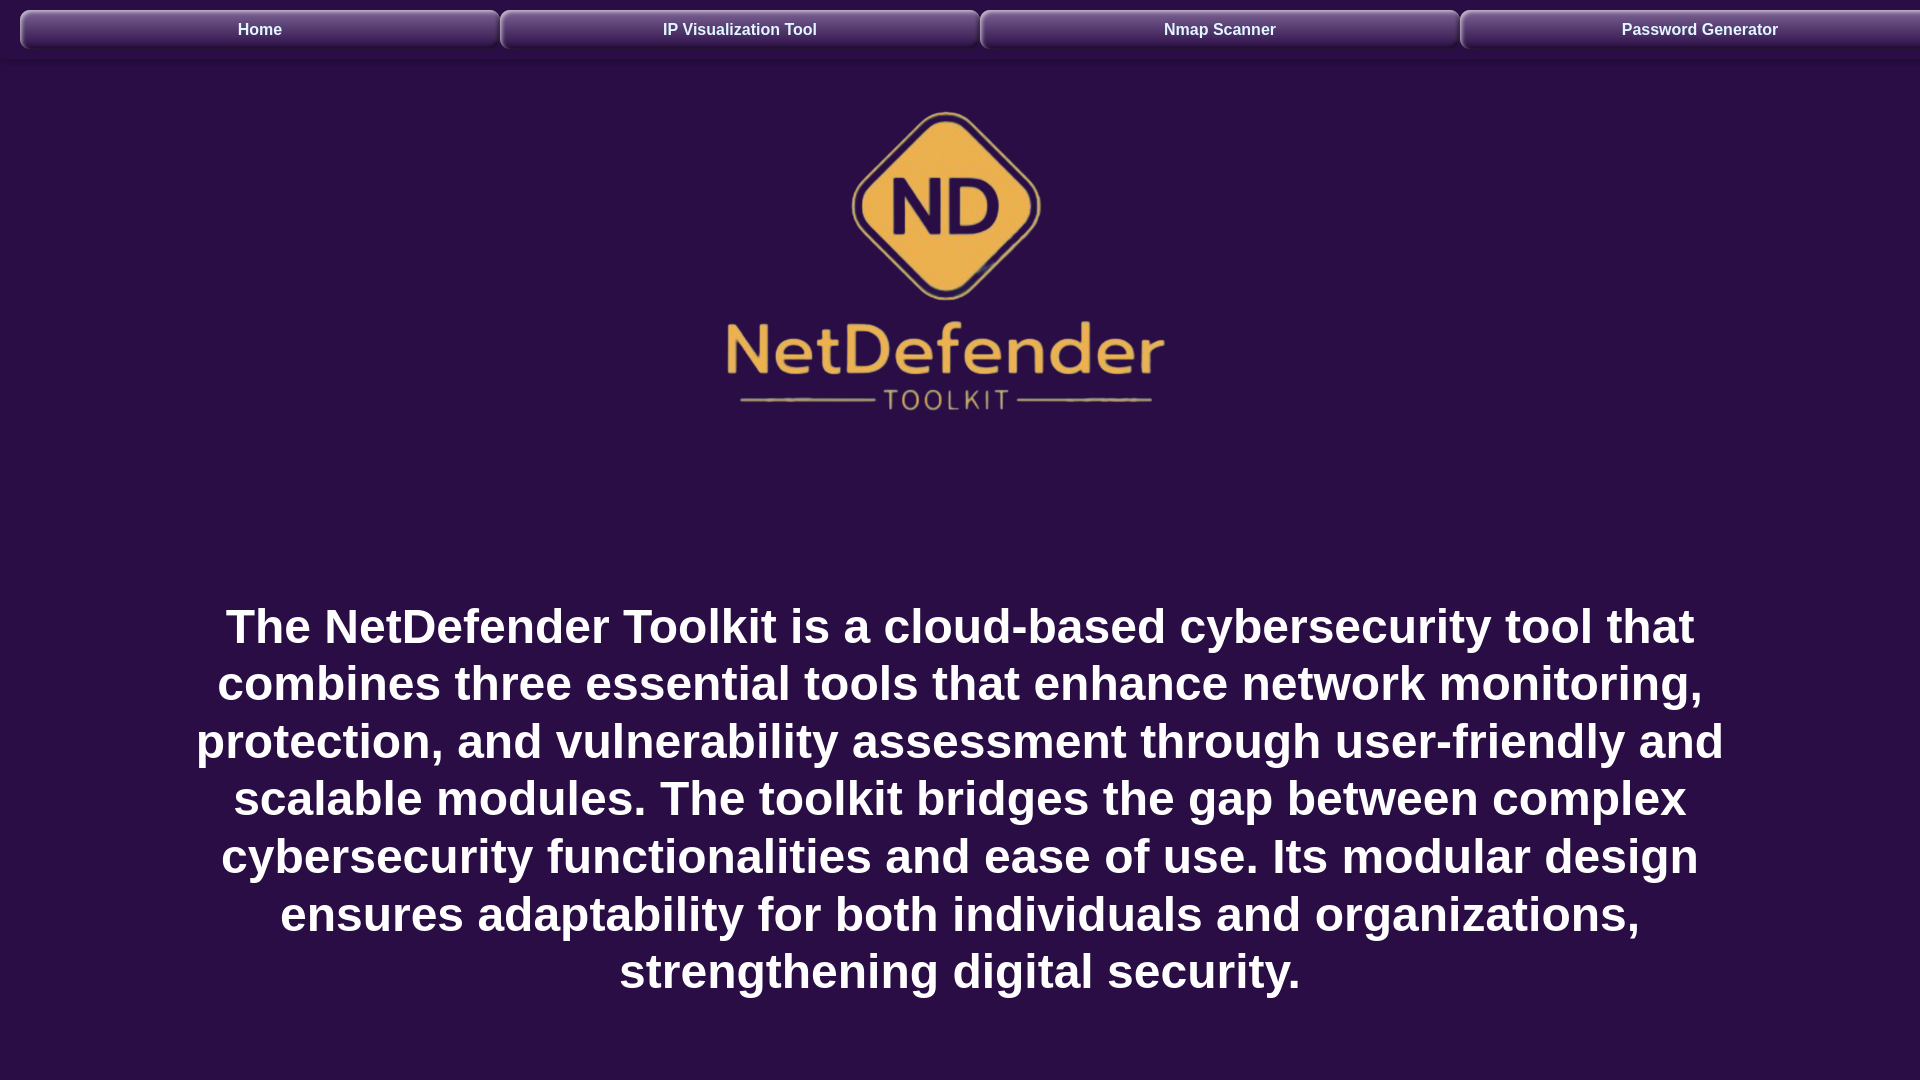 Home
IP Visualization Tool
Nmap Scanner
Password Generator
ND
NetDefender
TOOLKIT
The NetDefender Toolkit is a cloud-based cybersecurity tool that
combines three essential tools that enhance network monitoring,
protection, and vulnerability assessment through user-friendly and
scalable modules. The toolkit bridges the gap between complex
cybersecurity functionalities and ease of use. Its modular design
ensures adaptability for both individuals and organizations,
strengthening digital security.